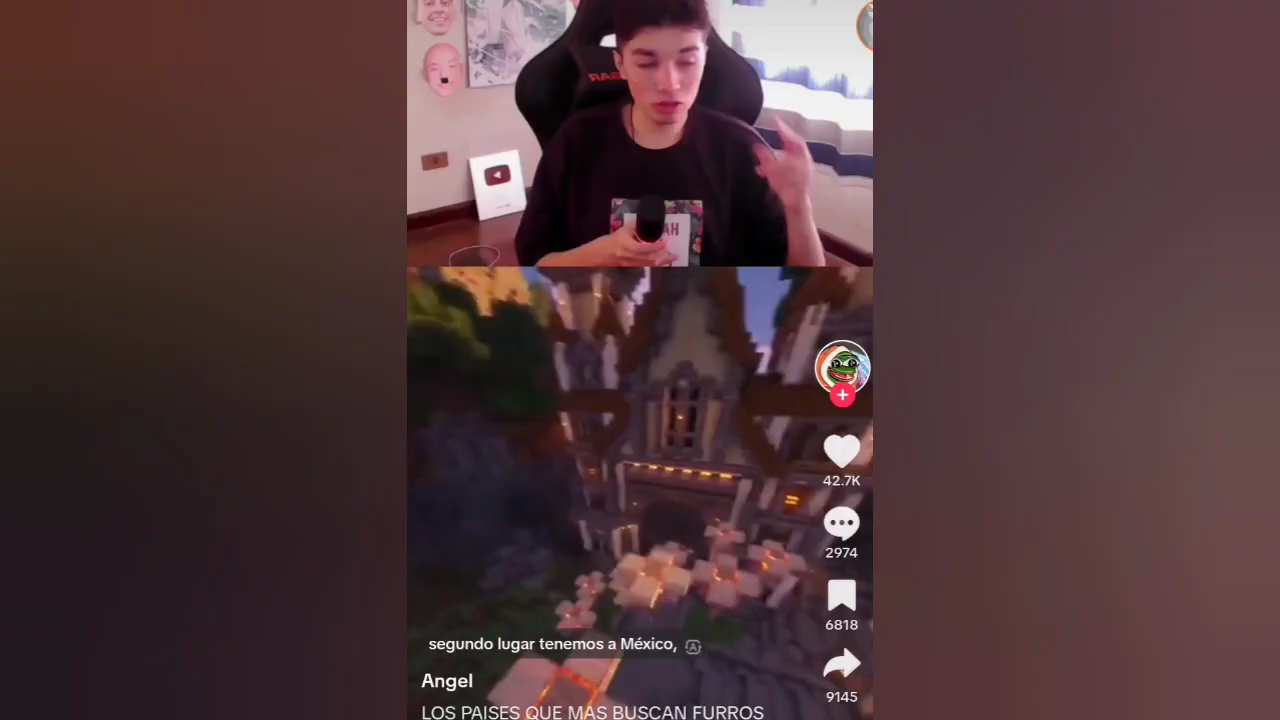 42.7K
2974
6818
9145
segundo lugar tenemos a México,
Angel
LOS PAISES QUE MAS BUSCAN FURROS